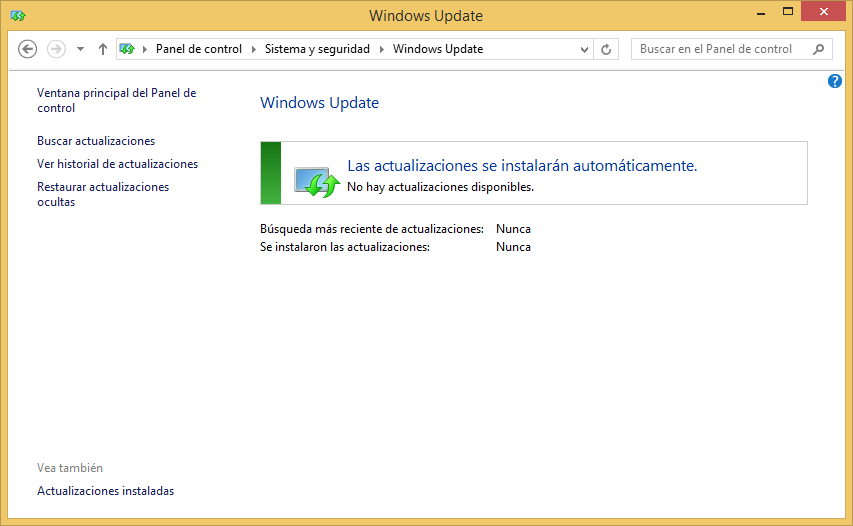 Windows Update
Panel de control
Sistema y seguridad
Windows Update
Buscar en el Panel de control
Ventana principal del Panel de
control
Buscar actualizaciones
Ver historial de actualizaciones
Restaurar actualizaciones
ocultas
Windows Update
Las actualizaciones se instalarán automáticamente.
No hay actualizaciones disponibles.
Búsqueda más reciente de actualizaciones: Nunca
Se instalaron las actualizaciones: Nunca
Vea también
Actualizaciones instaladas